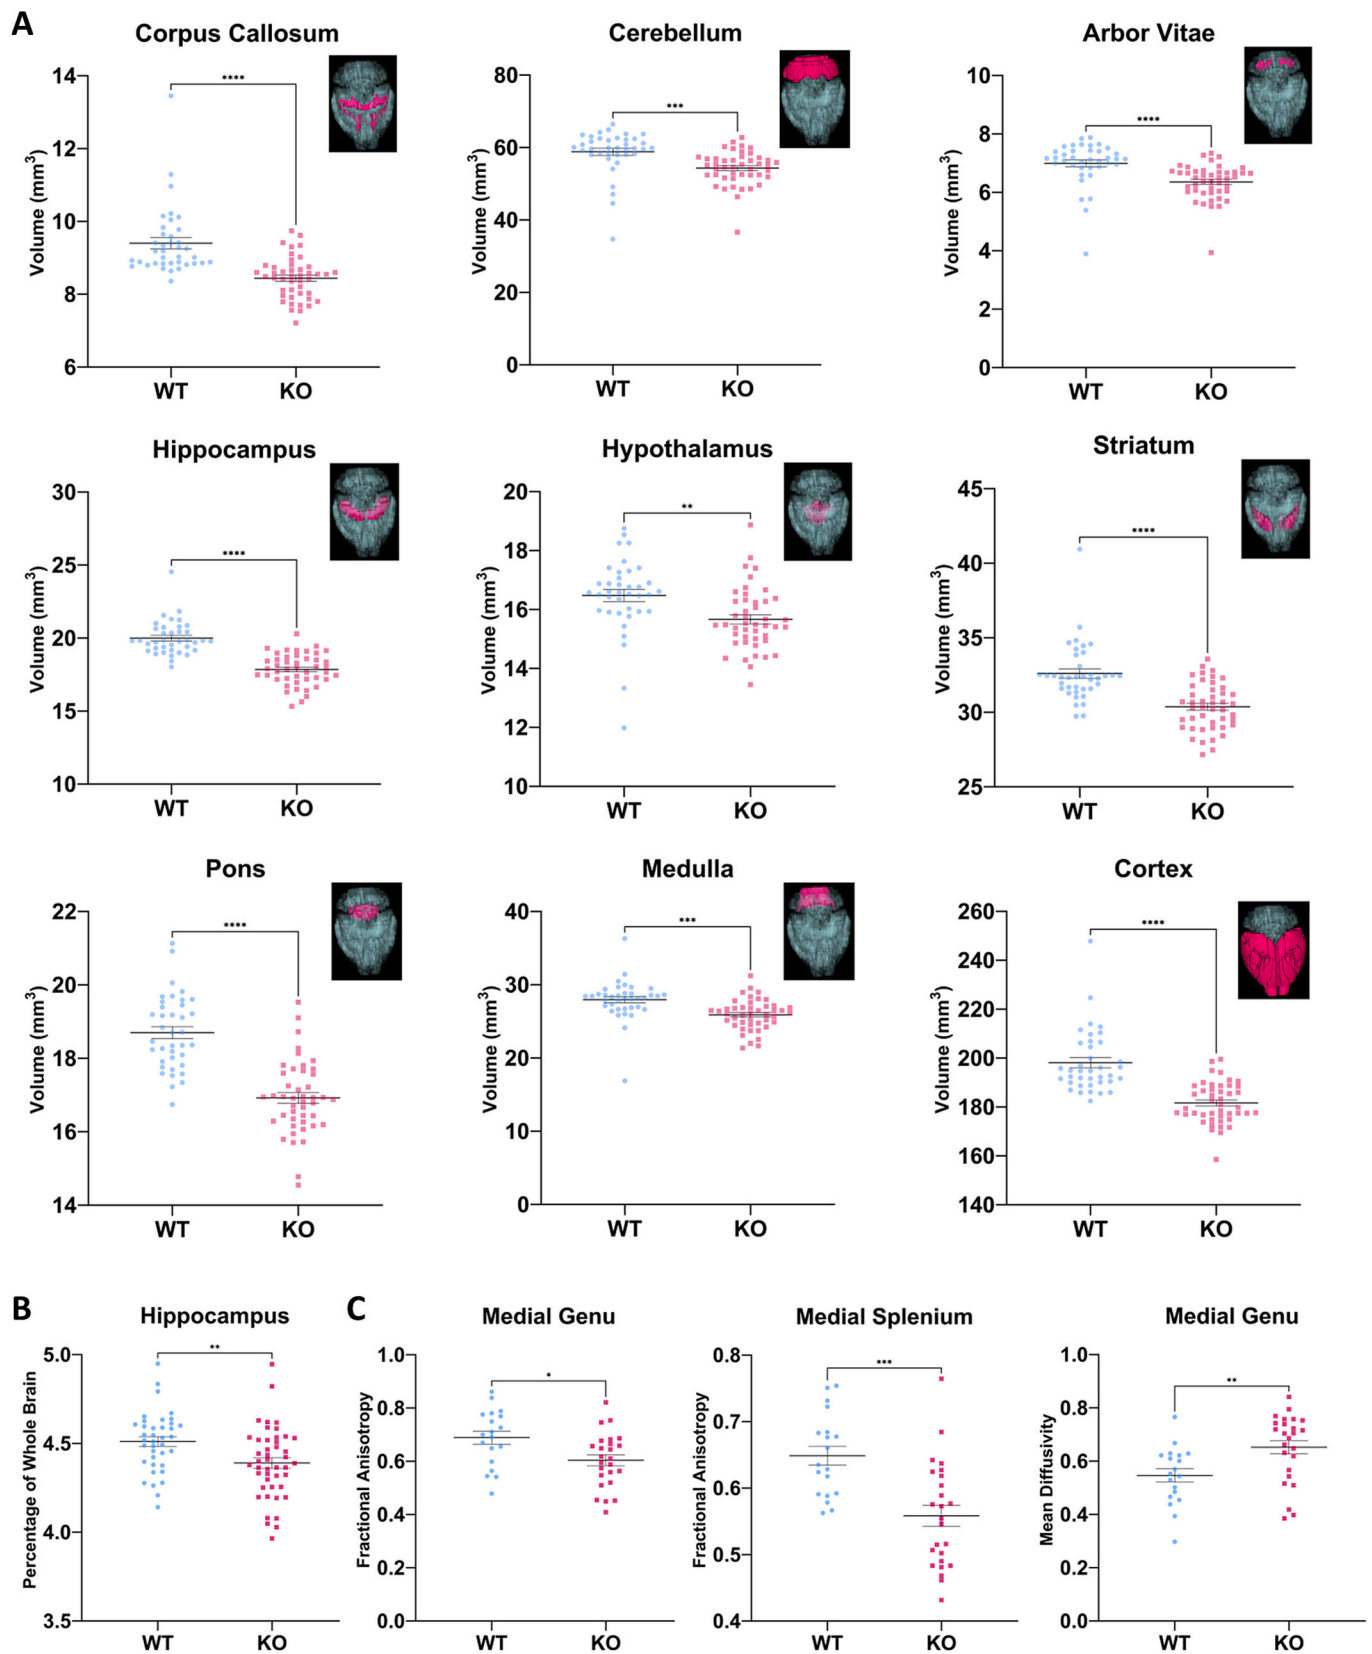 A
Corpus Callosum
Cerebellum
Arbor Vitae
Volume (mm³)
14
12
10
8
6
****
WT
KO
Volume (mm³)
80
60
40
20
0
***
WT
KO
Volume (mm³)
10
8
6
4
2
0
****
WT
KO
Hippocampus
Hypothalamus
Striatum
Volume (mm³)
30
25
20
15
10
****
WT
KO
Volume (mm³)
20
18
16
14
12
10
**
WT
KO
Volume (mm³)
45
40
35
30
25
****
WT
KO
Pons
Medulla
Cortex
Volume (mm³)
22
20
18
16
14
****
WT
KO
Volume (mm³)
40
30
20
10
0
***
WT
KO
Volume (mm³)
260
240
220
200
180
160
140
****
WT
KO
B
Hippocampus
Percentage of Whole Brain
5.0
4.5
4.0
3.5
**
WT
KO
C
Medial Genu
Fractional Anisotropy
1.0
0.8
0.6
0.4
0.2
0.0
*
WT
KO
Medial Splenium
Fractional Anisotropy
0.8
0.7
0.6
0.5
0.4
***
WT
KO
Medial Genu
Mean Diffusivity
1.0
0.8
0.6
0.4
0.2
0.0
**
WT
KO